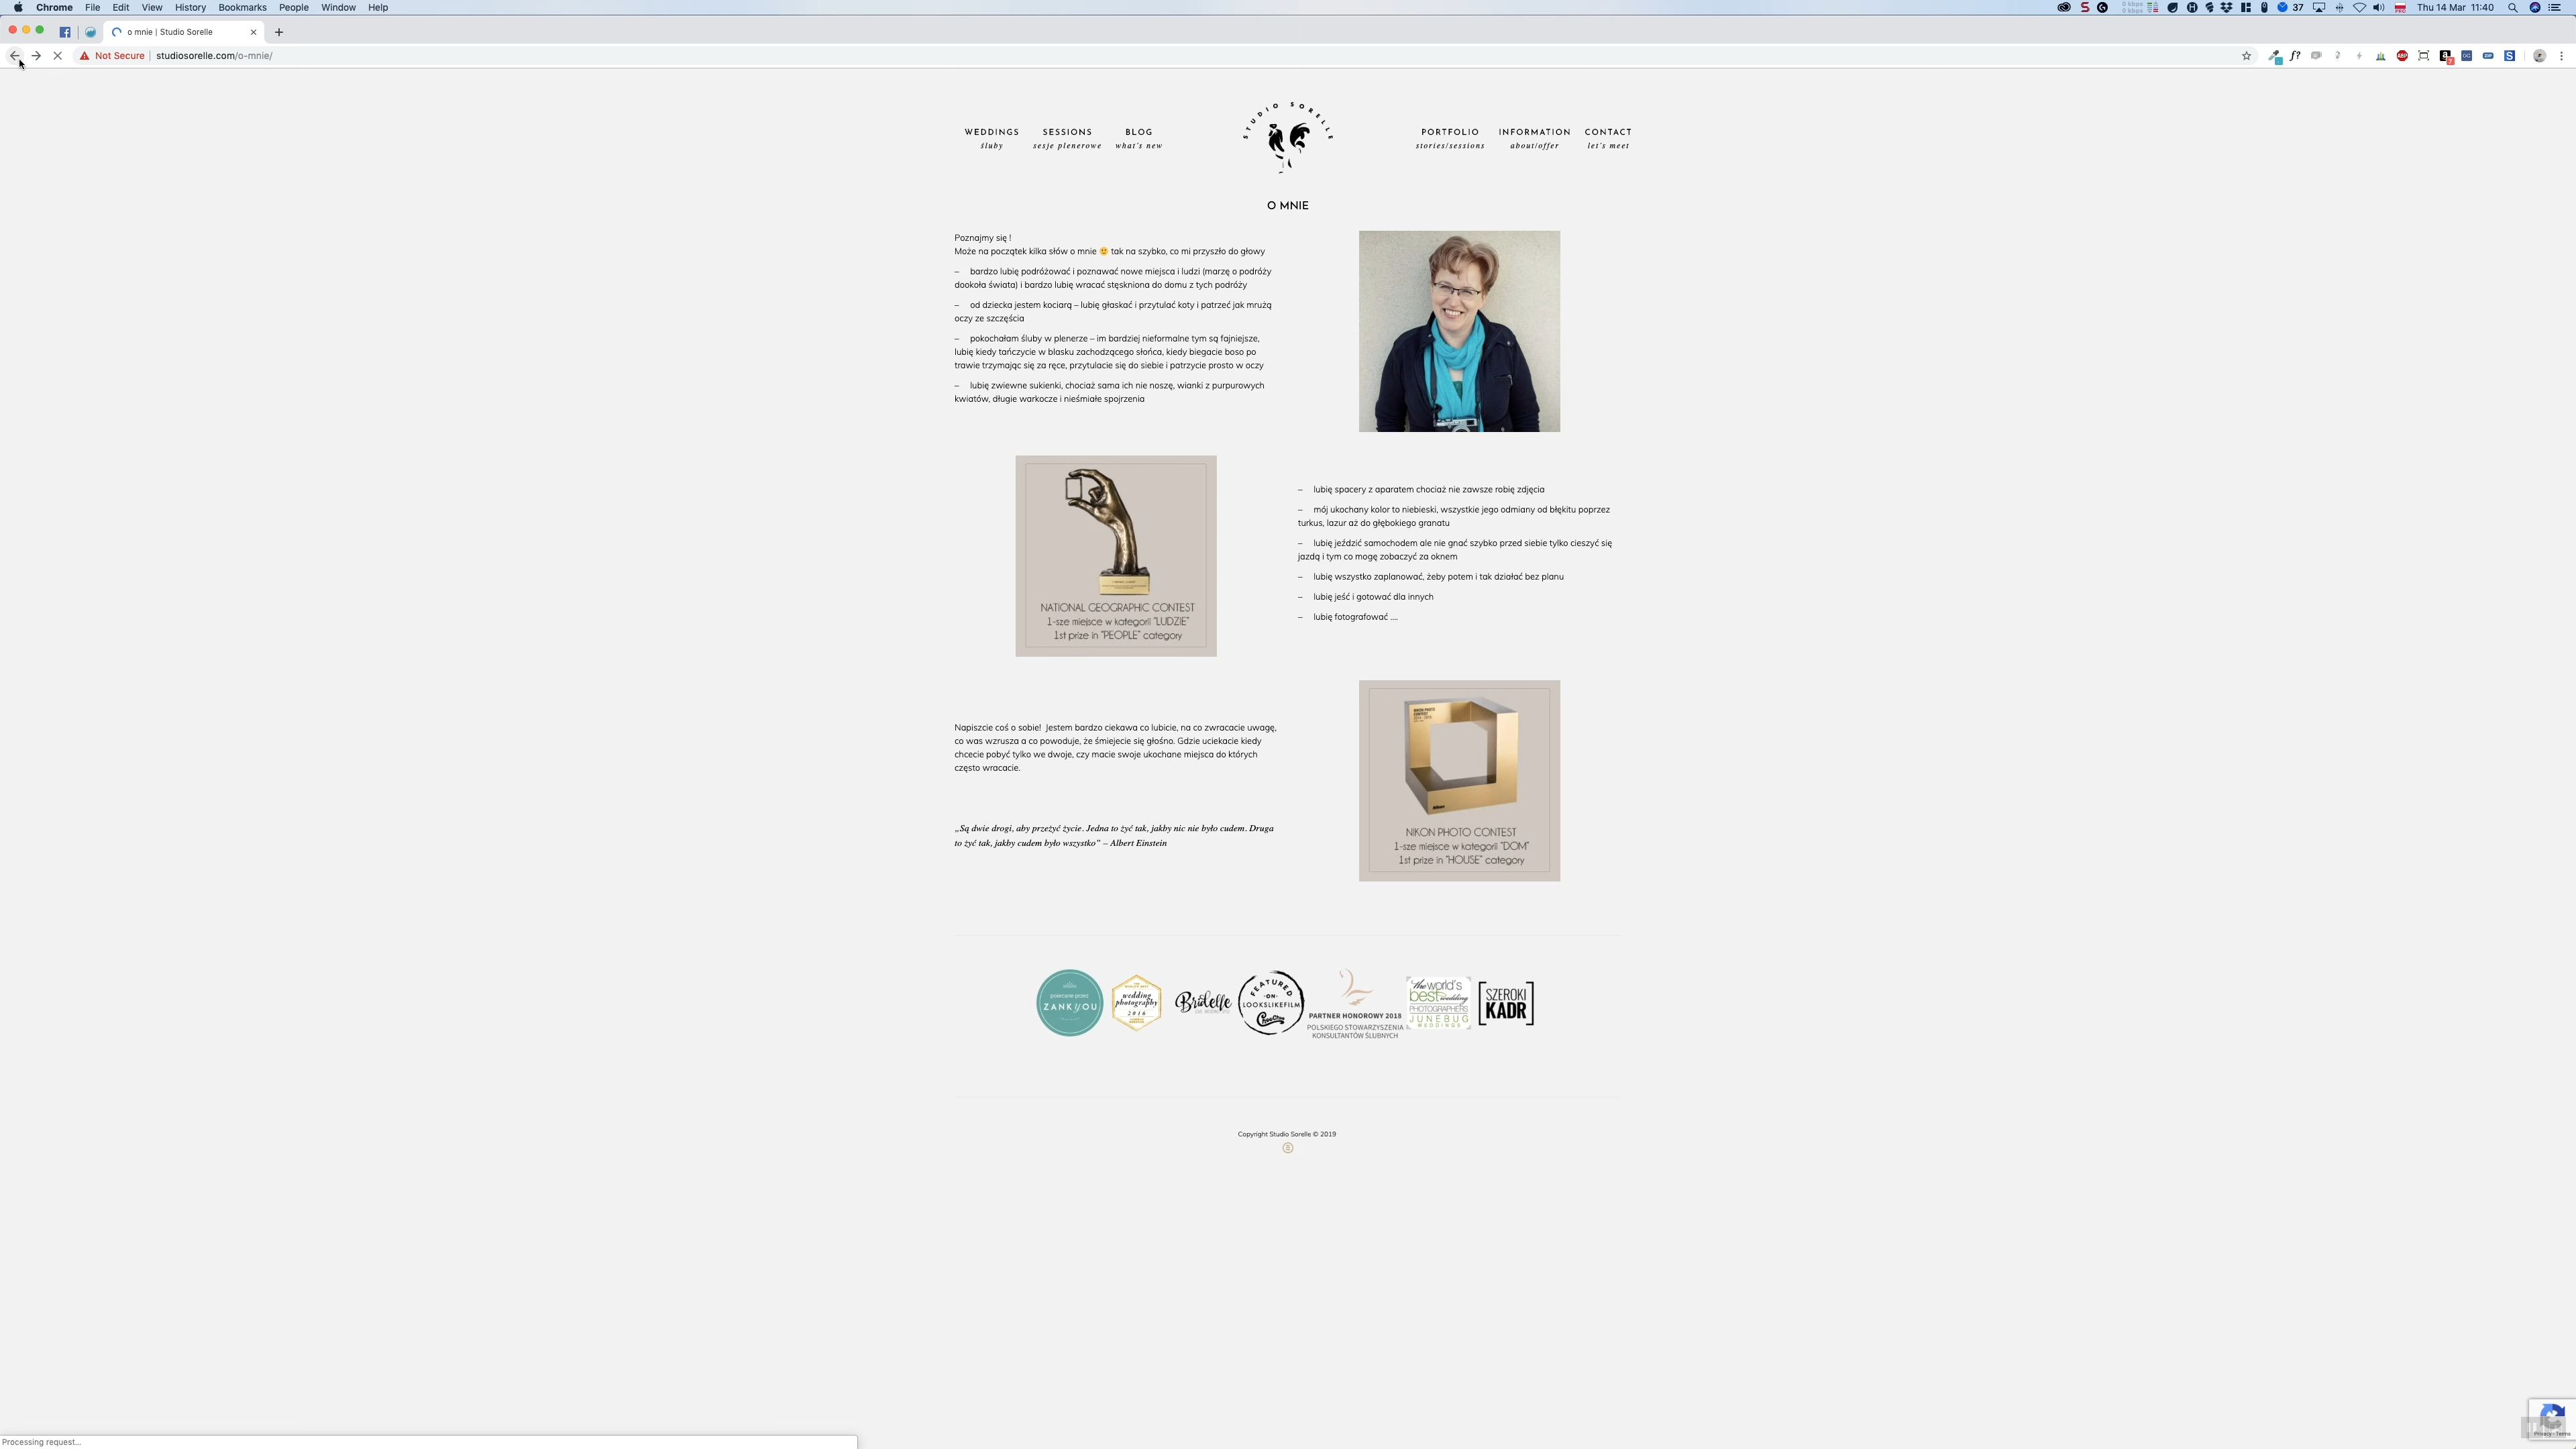 Chrome File Edit View History Bookmarks People Window Help
37 Thu 14 Mar 11:40
o mnie | Studio Sorelle
Not Secure studiosorelle.com/o-mnie/
STUDIO SORELLE
WEDDINGS SESSIONS BLOG PORTFOLIO INFORMATION CONTACT
śluby sesje plenerowe what's new stories/sessions about/offer let's meet
O MNIE
Poznajmy się !
Może na początek kilka słów o mnie 🙂 tak na szybko, co mi przyszło do głowy
– bardzo lubię podróżować i poznawać nowe miejsca i ludzi (marzę o podróży
dookoła świata) i bardzo lubię wracać stęskniona do domu z tych podróży
– od dziecka jestem kociarą – lubię głaskać i przytulać koty i patrzeć jak mrużą
oczy ze szczęścia
– pokochałam śluby w plenerze – im bardziej nieformalne tym są fajniejsze,
lubię kiedy tańczycie w blasku zachodzącego słońca, kiedy biegacie boso po
trawie trzymając się za ręce, przytulacie się do siebie i patrzycie prosto w oczy
– lubię zwiewne sukienki, chociaż sama ich nie noszę, wianki z purpurowych
kwiatów, długie warkocze i nieśmiałe spojrzenia
NATIONAL GEOGRAPHIC CONTEST
1-sze miejsce w kategorii "LUDZIE"
1st prize in "PEOPLE" category
– lubię spacery z aparatem chociaż nie zawsze robię zdjęcia
– mój ukochany kolor to niebieski, wszystkie jego odmiany od błękitu poprzez
turkus, lazur aż do głębokiego granatu
– lubię jeździć samochodem ale nie gnać szybko przed siebie tylko cieszyć się
jazdą i tym co mogę zobaczyć za oknem
– lubię wszystko zaplanować, żeby potem i tak działać bez planu
– lubię jeść i gotować dla innych
– lubię fotografować ....
Napiszcie coś o sobie! Jestem bardzo ciekawa co lubicie, na co zwracacie uwagę,
co was wzrusza a co powoduje, że śmiejecie się głośno. Gdzie uciekacie kiedy
chcecie pobyć tylko we dwoje, czy macie swoje ukochane miejsca do których
często wracacie.
„Są dwie drogi, aby przeżyć życie. Jedna to żyć tak, jakby nic nie było cudem. Druga
to żyć tak, jakby cudem było wszystko” – Albert Einstein
NIKON PHOTO CONTEST
1-sze miejsce w kategorii "DOM"
1st prize in "HOUSE" category
polecane przez
ZANKYOU
wedding
photography
2016
Bridelle
FEATURED
-ON-
LOOKSLIKEFILM
PARTNER HONOROWY 2018
POLSKIEGO STOWARZYSZENIA
KONSULTANTÓW ŚLUBNYCH
the world's
best wedding
PHOTOGRAPHERS
JUNEBUG
WEDDINGS
SZEROKI
KADR
Copyright Studio Sorelle © 2019
Processing request...
Privacy - Terms